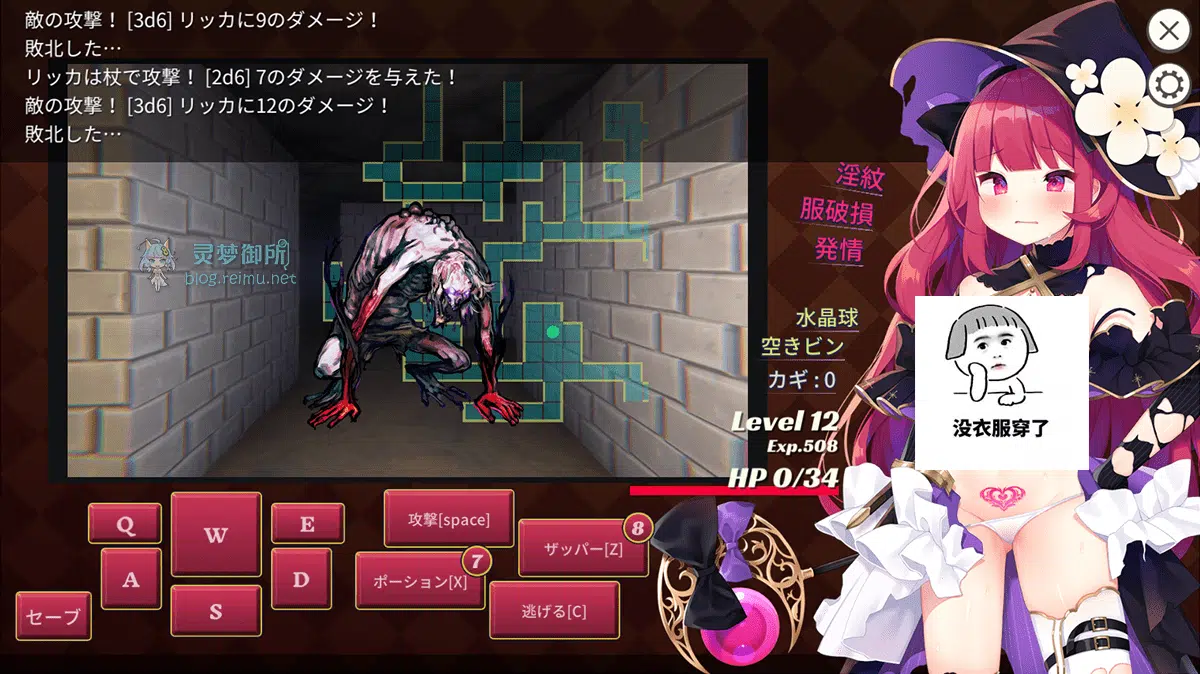 敵の攻撃！ [3d6] リッカに9のダメージ！
敗北した…
リッカは杖で攻撃！ [2d6] 7のダメージを与えた！
敵の攻撃！ [3d6] リッカに12のダメージ！
敗北した…
淫紋
服破損
発情
灵梦御所
blog.reimu.net
水晶球
空きビン
カギ : 0
Level 12
Exp.508
HP 0/34
没衣服穿了
Q
W
E
A
S
D
セーブ
攻撃[space]
ザッパー[Z]
8
ポーション[X]
7
逃げる[C]